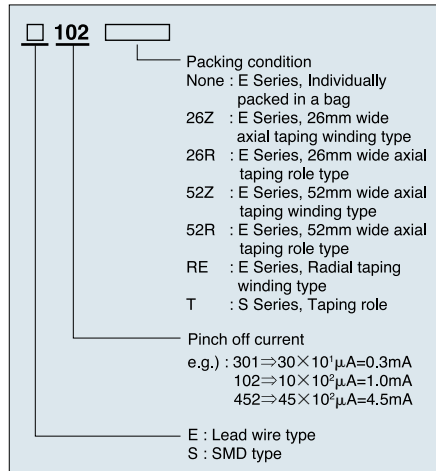 102
Packing condition
None : E Series, Individually
packed in a bag
26Z : E Series, 26mm wide
axial taping winding type
26R : E Series, 26mm wide axial
taping role type
52Z : E Series, 52mm wide axial
taping winding type
52R : E Series, 52mm wide axial
taping role type
RE : E Series, Radial taping
winding type
T : S Series, Taping role
Pinch off current
e.g.) : 301⇒30×10¹μA=0.3mA
102⇒10×10²μA=1.0mA
452⇒45×10²μA=4.5mA
E : Lead wire type
S : SMD type